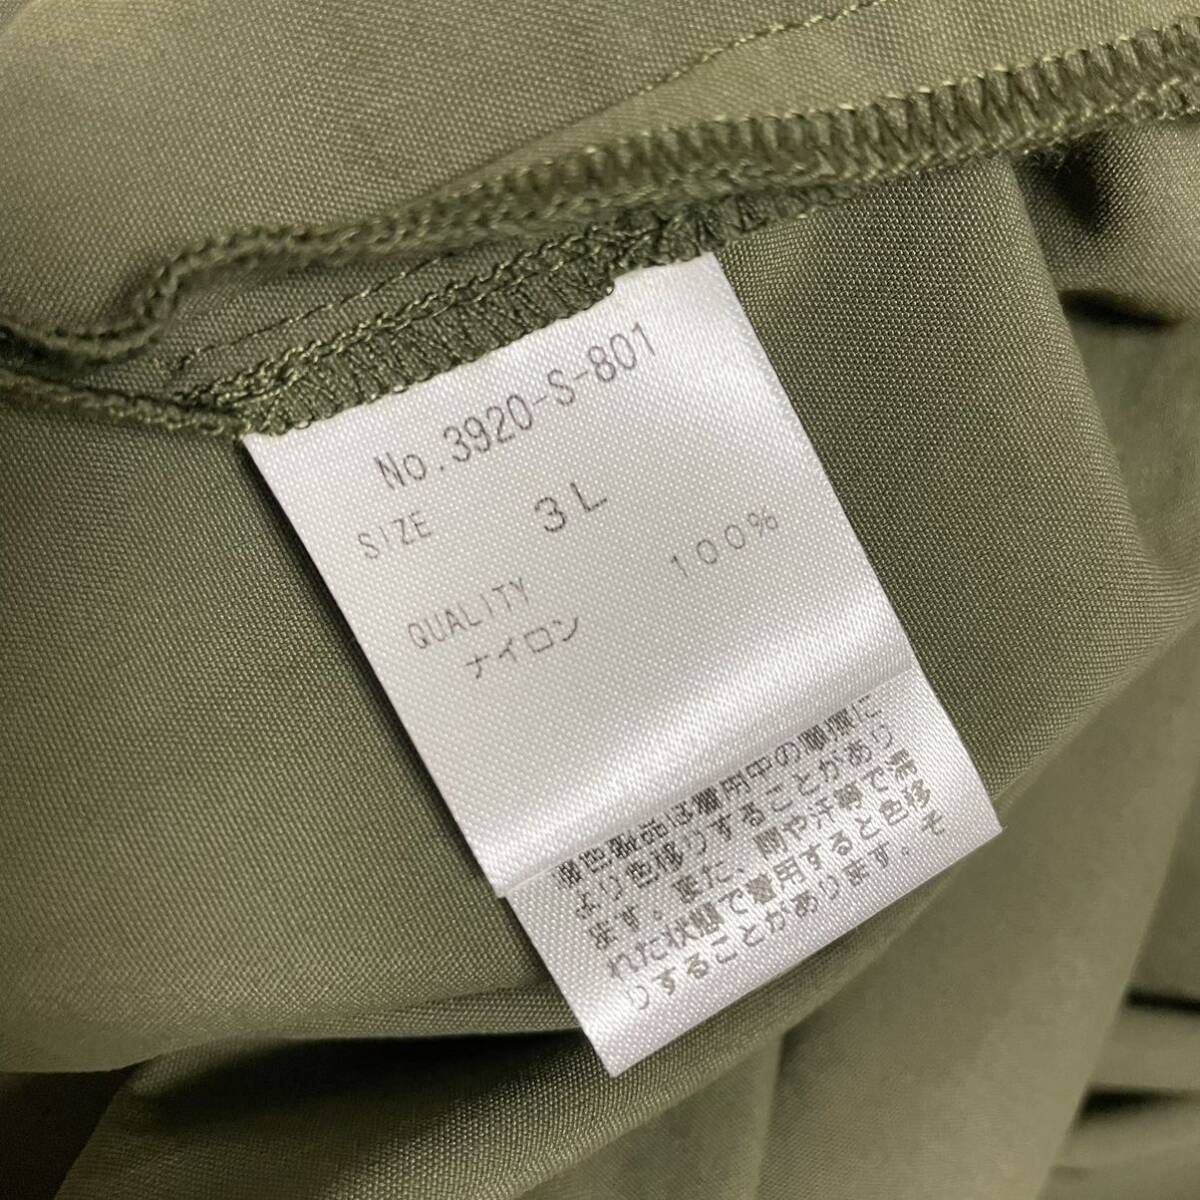 No.3920-S-801
SIZE 3L
QUALITY
ナイロン 100%
濃色製品は着用中の摩擦に
より色移りすることがあり
ます。また、雨や汗等で濡
れた状態で着用すると色移
りすることがあります。そ